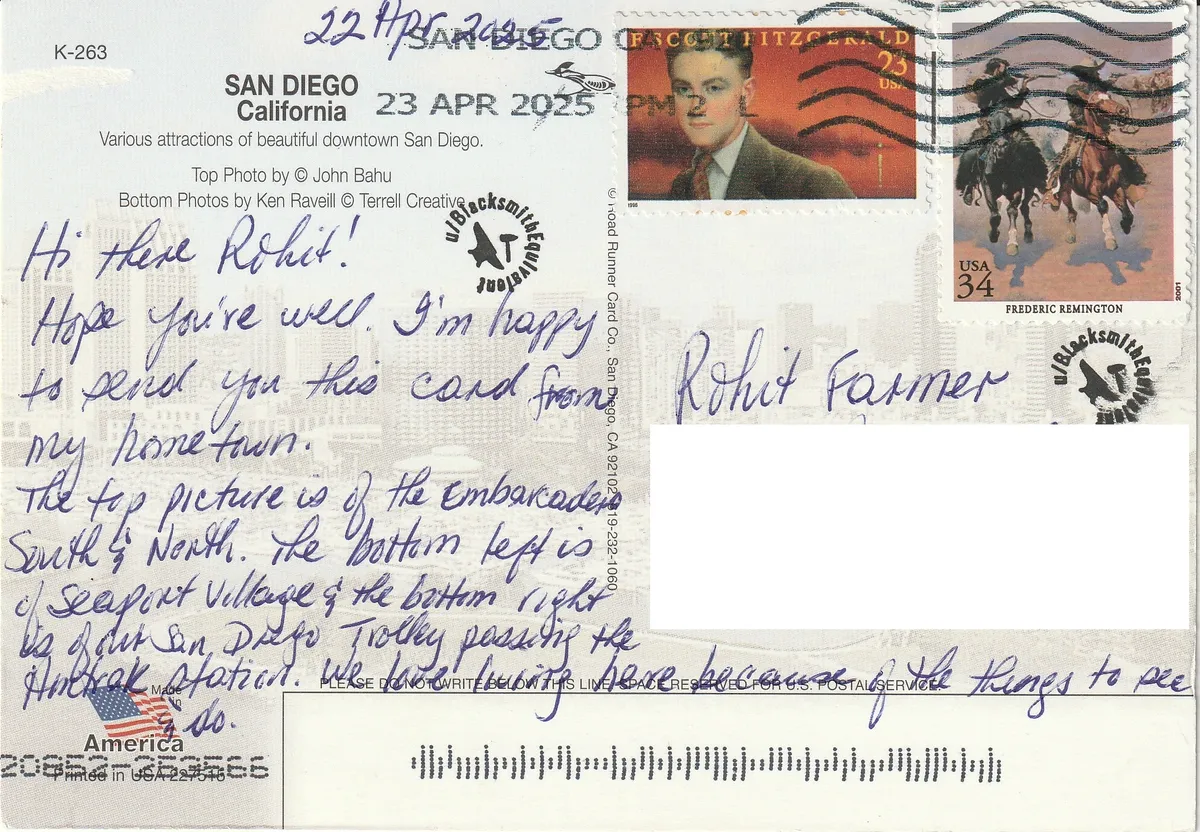 22 Apr 2025
SAN DIEGO CA
23 APR 2025 PM 2 L
K-263
SAN DIEGO
California
Various attractions of beautiful downtown San Diego.
Top Photo by © John Bahu
Bottom Photos by Ken Raveill © Terrell Creative
u/BlacksmithEquivalent
Hi there Rohit!
Hope you're well. I'm happy
to send you this card from
my hometown.
The top picture is of the Embarcadero
South & North. The bottom left is
of Seaport Village & the bottom right
is of our San Diego Trolley passing the
Amtrak station. We love living here because of the things to see
& do.
Made
in
America
Printed in USA 227516
© Road Runner Card Co., San Diego, CA 92102 619-232-1060
F. SCOTT FITZGERALD
23
USA
1996
USA
34
FREDERIC REMINGTON
2001
u/BlacksmithEquivalent
Rohit Farmer
PLEASE DO NOT WRITE BELOW THIS LINE. SPACE RESERVED FOR U.S. POSTAL SERVICE.